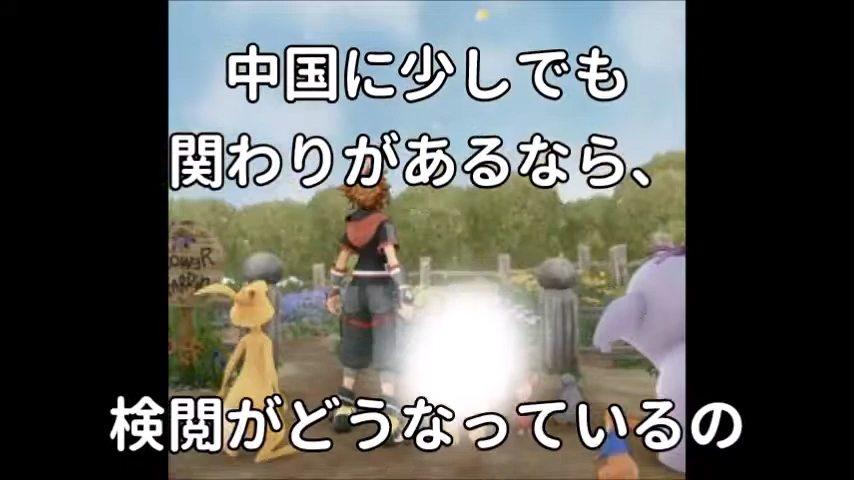 中国に少しでも
関わりがあるなら、
検閲がどうなっているの